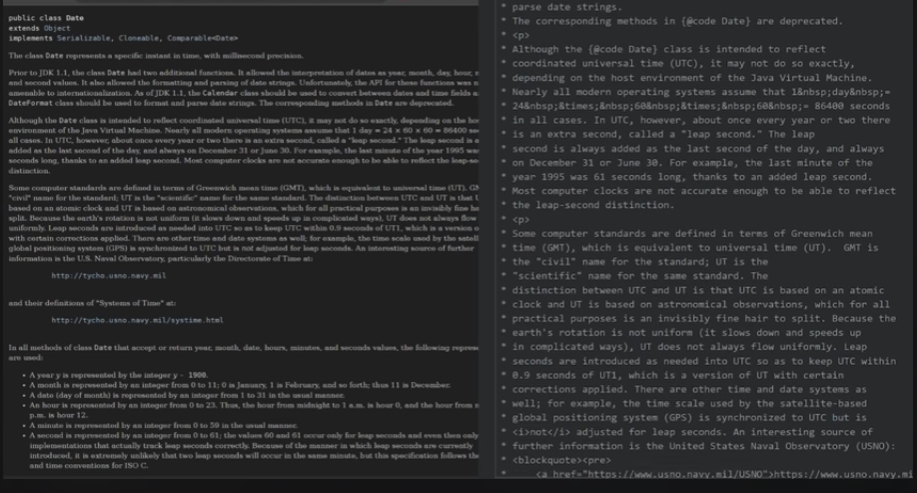 public class Date
extends Object
implements Serializable, Cloneable, Comparable<Date>
The class Date represents a specific instant in time, with millisecond precision.
Prior to JDK 1.1, the class Date had two additional functions. It allowed the interpretation of dates as year, month, day, hour,
and second values. It also allowed the formatting and parsing of date strings. Unfortunately, the API for these functions was
amenable to internationalization. As of JDK 1.1, the Calendar class should be used to convert between dates and time fields
DateFormat class should be used to format and parse date strings. The corresponding methods in Date are deprecated.
Although the Date class is intended to reflect coordinated universal time (UTC), it may not do so exactly, depending on the
environment of the Java Virtual Machine. Nearly all modern operating systems assume that 1 day = 24 × 60 × 60 = 86400
all cases. In UTC, however, about once every year or two there is an extra second, called a "leap second." The leap second is
added as the last second of the day, and always on December 31 or June 30. For example, the last minute of the year 1995
seconds long, thanks to an added leap second. Most computer clocks are not accurate enough to be able to reflect the
distinction.
Some computer standards are defined in terms of Greenwich mean time (GMT), which is equivalent to universal time (UT).
"civil" name for the standard; UT is the "scientific" name for the same standard. The distinction between UTC and UT is that
based on an atomic clock and UT is based on astronomical observations, which for all practical purposes is an invisibly fine
split. Because the earth's rotation is not uniform (it slows down and speeds up in complicated ways), UT does not always flow
uniformly. Leap seconds are introduced as needed into UTC so as to keep UTC within 0.9 seconds of UT1, which is a version
with certain corrections applied. There are other time and date systems as well; for example, the time scale used by the
global positioning system (GPS) is synchronized to UTC but is not adjusted for leap seconds. An interesting source of further
information is the U.S. Naval Observatory, particularly the Directorate of Time at:
http://tycho.usno.navy.mil
and their definitions of "Systems of Time" at:
http://tycho.usno.navy.mil/systime.html
In all methods of class Date that accept or return year, month, date, hours, minutes, and seconds values, the following
are used:
• A year y is represented by the integer y - 1900.
• A month is represented by an integer from 0 to 11; 0 is January, 1 is February, and so forth; thus 11 is December.
• A date (day of month) is represented by an integer from 1 to 31 in the usual manner.
• An hour is represented by an integer from 0 to 23. Thus, the hour from midnight to 1 a.m. is hour 0, and the hour from
p.m. is hour 12.
• A minute is represented by an integer from 0 to 59 in the usual manner.
• A second is represented by an integer from 0 to 61; the values 60 and 61 occur only for leap seconds and even then only
implementations that actually track leap seconds correctly. Because of the manner in which leap seconds are currently
introduced, it is extremely unlikely that two leap seconds will occur in the same minute, but this specification follows the
and time conventions for ISO C.
* parse date strings.
* The corresponding methods in {@code Date} are deprecated.
* <p>
* Although the {@code Date} class is intended to reflect
* coordinated universal time (UTC), it may not do so exactly,
* depending on the host environment of the Java Virtual Machine.
* Nearly all modern operating systems assume that 1&nbsp;day&nbsp;=
* 24&nbsp;&times;&nbsp;60&nbsp;&times;&nbsp;60&nbsp;= 86400 seconds
* in all cases. In UTC, however, about once every year or two there
* is an extra second, called a "leap second." The leap
* second is always added as the last second of the day, and always
* on December 31 or June 30. For example, the last minute of the
* year 1995 was 61 seconds long, thanks to an added leap second.
* Most computer clocks are not accurate enough to be able to reflect
* the leap-second distinction.
* <p>
* Some computer standards are defined in terms of Greenwich mean
* time (GMT), which is equivalent to universal time (UT).  GMT is
* the "civil" name for the standard; UT is the
* "scientific" name for the same standard. The
* distinction between UTC and UT is that UTC is based on an atomic
* clock and UT is based on astronomical observations, which for all
* practical purposes is an invisibly fine hair to split. Because the
* earth's rotation is not uniform (it slows down and speeds up
* in complicated ways), UT does not always flow uniformly. Leap
* seconds are introduced as needed into UTC so as to keep UTC within
* 0.9 seconds of UT1, which is a version of UT with certain
* corrections applied. There are other time and date systems as
* well; for example, the time scale used by the satellite-based
* global positioning system (GPS) is synchronized to UTC but is
* <i>not</i> adjusted for leap seconds. An interesting source of
* further information is the United States Naval Observatory (USNO):
* <blockquote><pre>
* <a href="https://www.usno.navy.mil/USNO">https://www.usno.navy.mi